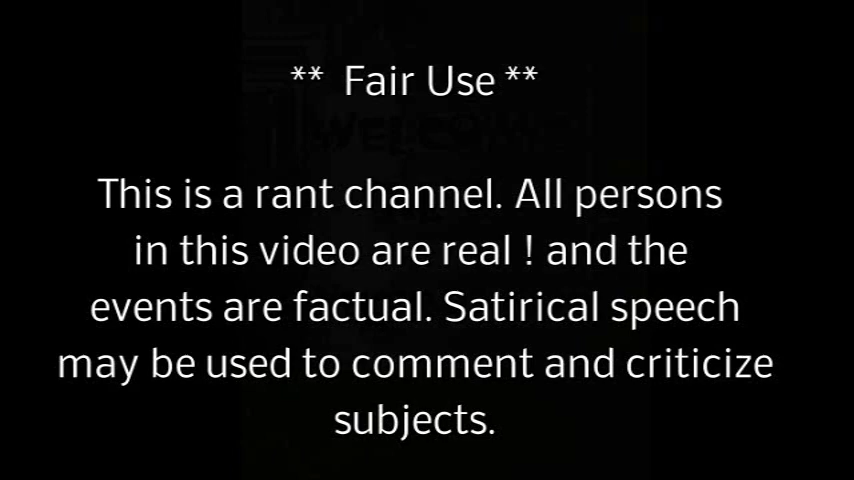 ** Fair Use **
WELCOME
This is a rant channel. All persons
in this video are real ! and the
events are factual. Satirical speech
may be used to comment and criticize
subjects.